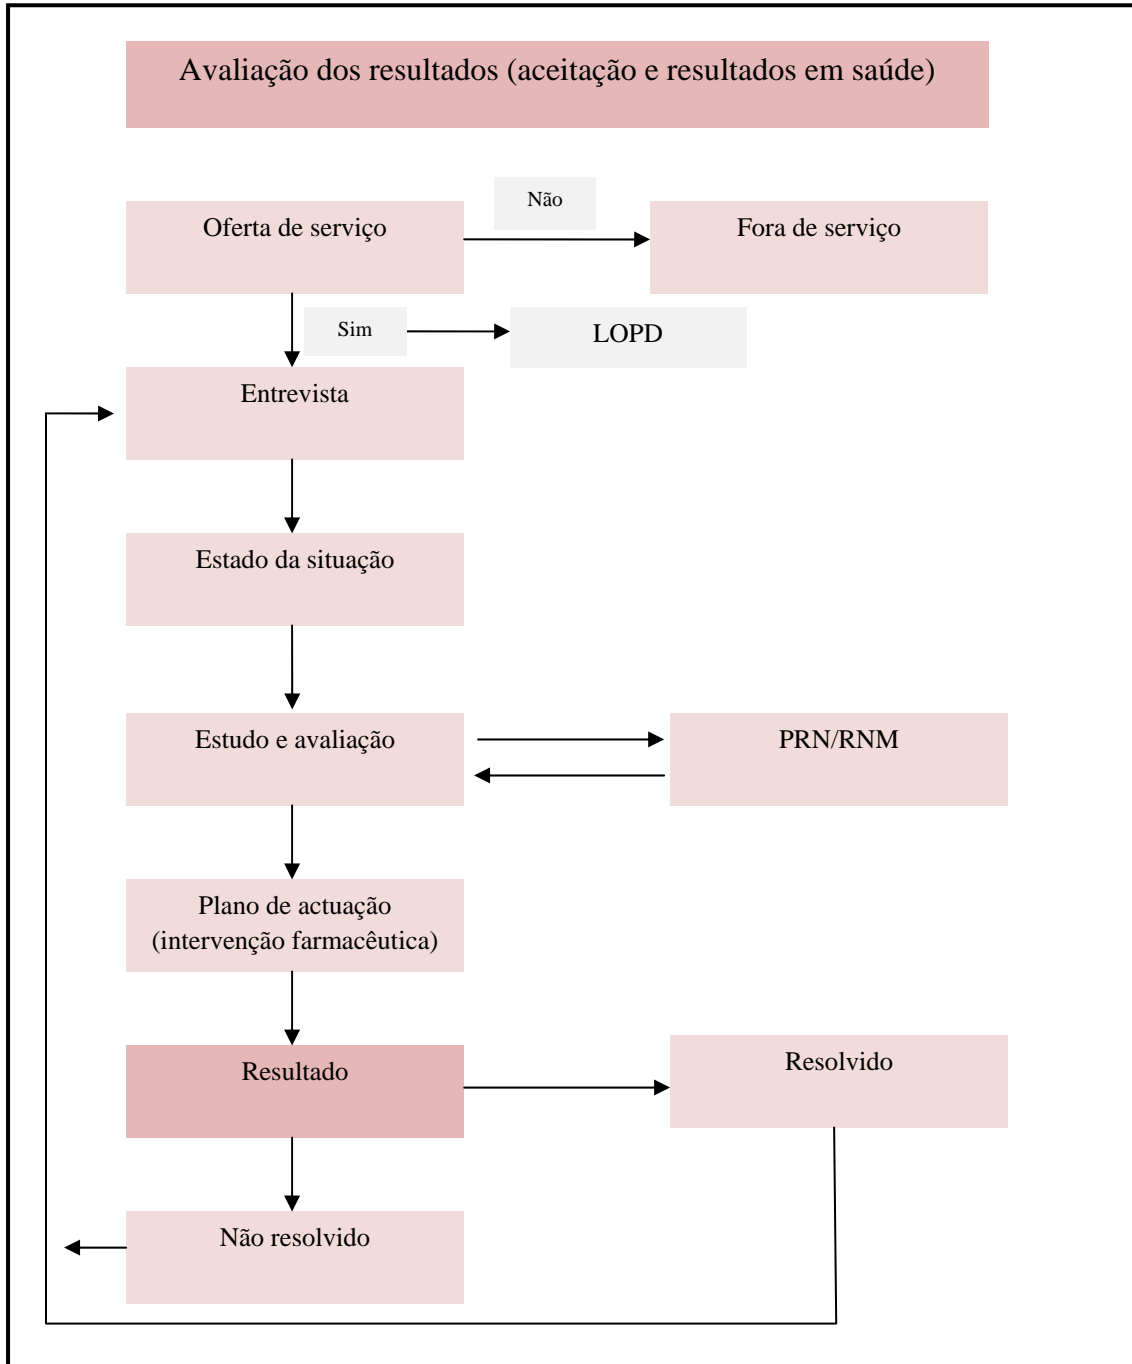 Avaliação dos resultados (aceitação e resultados em saúde)
Não
Oferta de serviço
Fora de serviço
Sim
LOPD
Entrevista
Estado da situação
Estudo e avaliação
PRN/RNM
Plano de actuação
(intervenção farmacêutica)
Resultado
Resolvido
Não resolvido